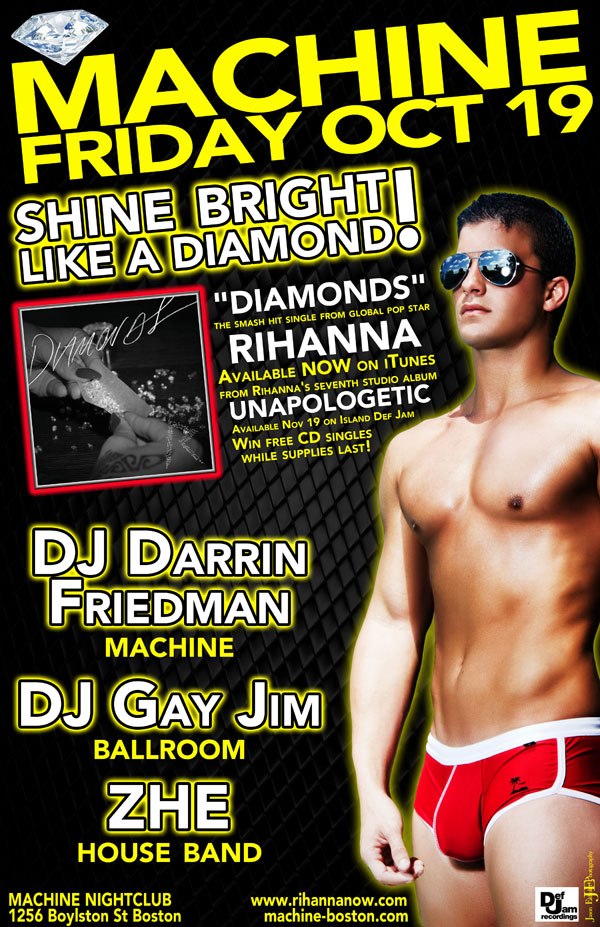 MACHINE
FRIDAY OCT 19
SHINE BRIGHT
LIKE A DIAMOND!
DIAMONDS
"DIAMONDS"
THE SMASH HIT SINGLE FROM GLOBAL POP STAR
RIHANNA
AVAILABLE NOW ON ITUNES
FROM RIHANNA'S SEVENTH STUDIO ALBUM
UNAPOLOGETIC
AVAILABLE NOV 19 ON ISLAND DEF JAM
WIN FREE CD SINGLES
WHILE SUPPLIES LAST!
DJ DARRIN
FRIEDMAN
MACHINE
DJ GAY JIM
BALLROOM
ZHE
HOUSE BAND
MACHINE NIGHTCLUB
1256 Boylston St Boston
www.rihannanow.com
machine-boston.com
Def
Jam
recordings
Photography